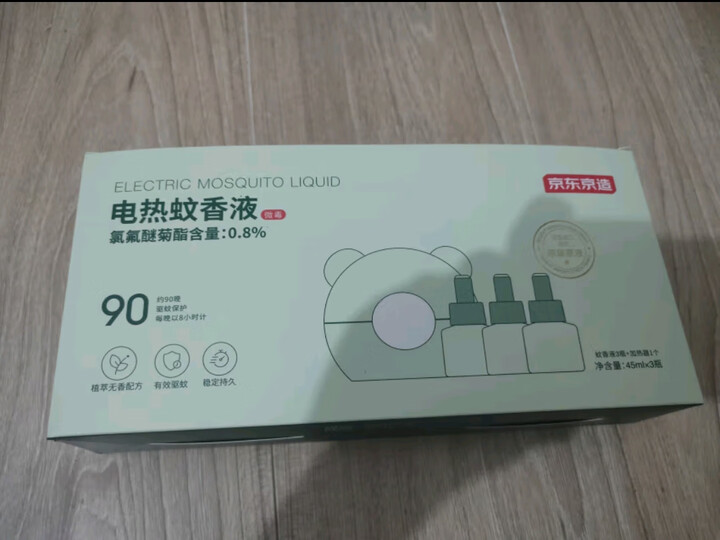 ELECTRIC MOSQUITO LIQUID
京东京造
电热蚊香液 微毒
氯氟醚菊酯含量:0.8%
90
约90晚
驱蚊保护
每晚以8小时计
植萃无香配方
有效驱蚊
稳定持久
蚊香液3瓶+加热器1个
净含量:45ml×3瓶